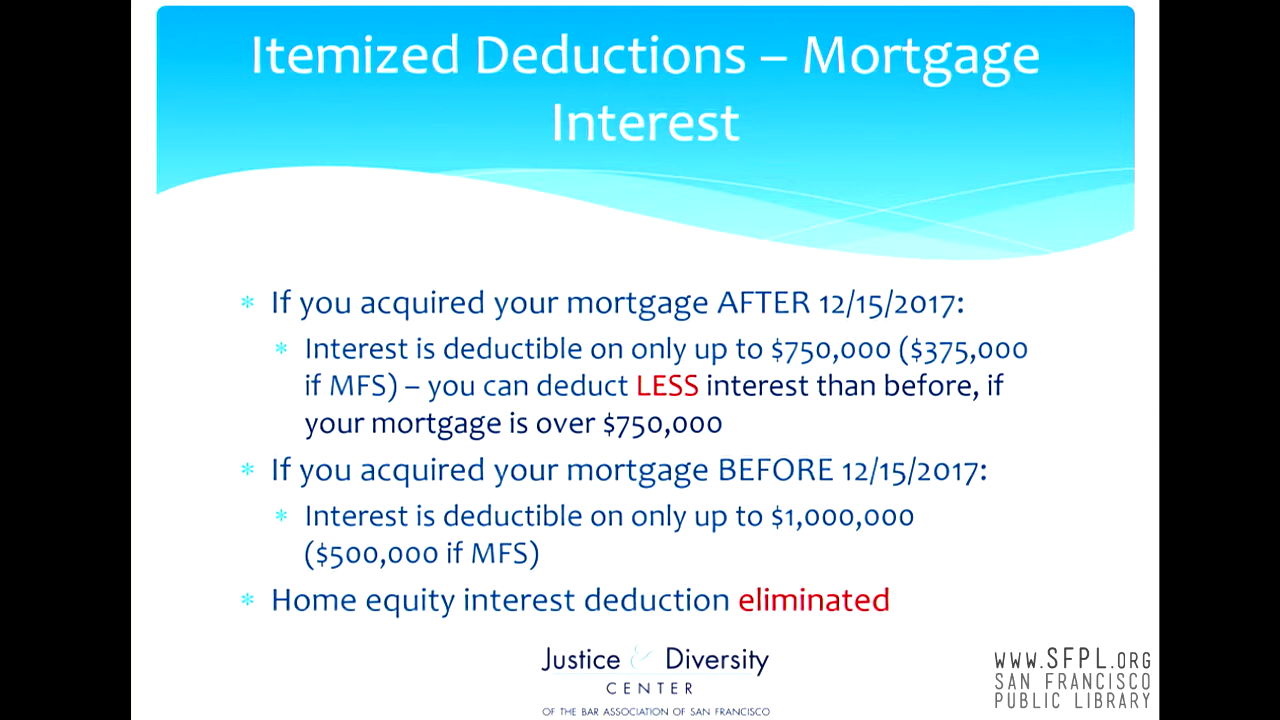 Itemized Deductions – Mortgage
Interest
* If you acquired your mortgage AFTER 12/15/2017:
* Interest is deductible on only up to $750,000 ($375,000
if MFS) – you can deduct LESS interest than before, if
your mortgage is over $750,000
* If you acquired your mortgage BEFORE 12/15/2017:
* Interest is deductible on only up to $1,000,000
($500,000 if MFS)
* Home equity interest deduction eliminated
Justice & Diversity
CENTER
OF THE BAR ASSOCIATION OF SAN FRANCISCO
WWW.SFPL.ORG
SAN FRANCISCO
PUBLIC LIBRARY